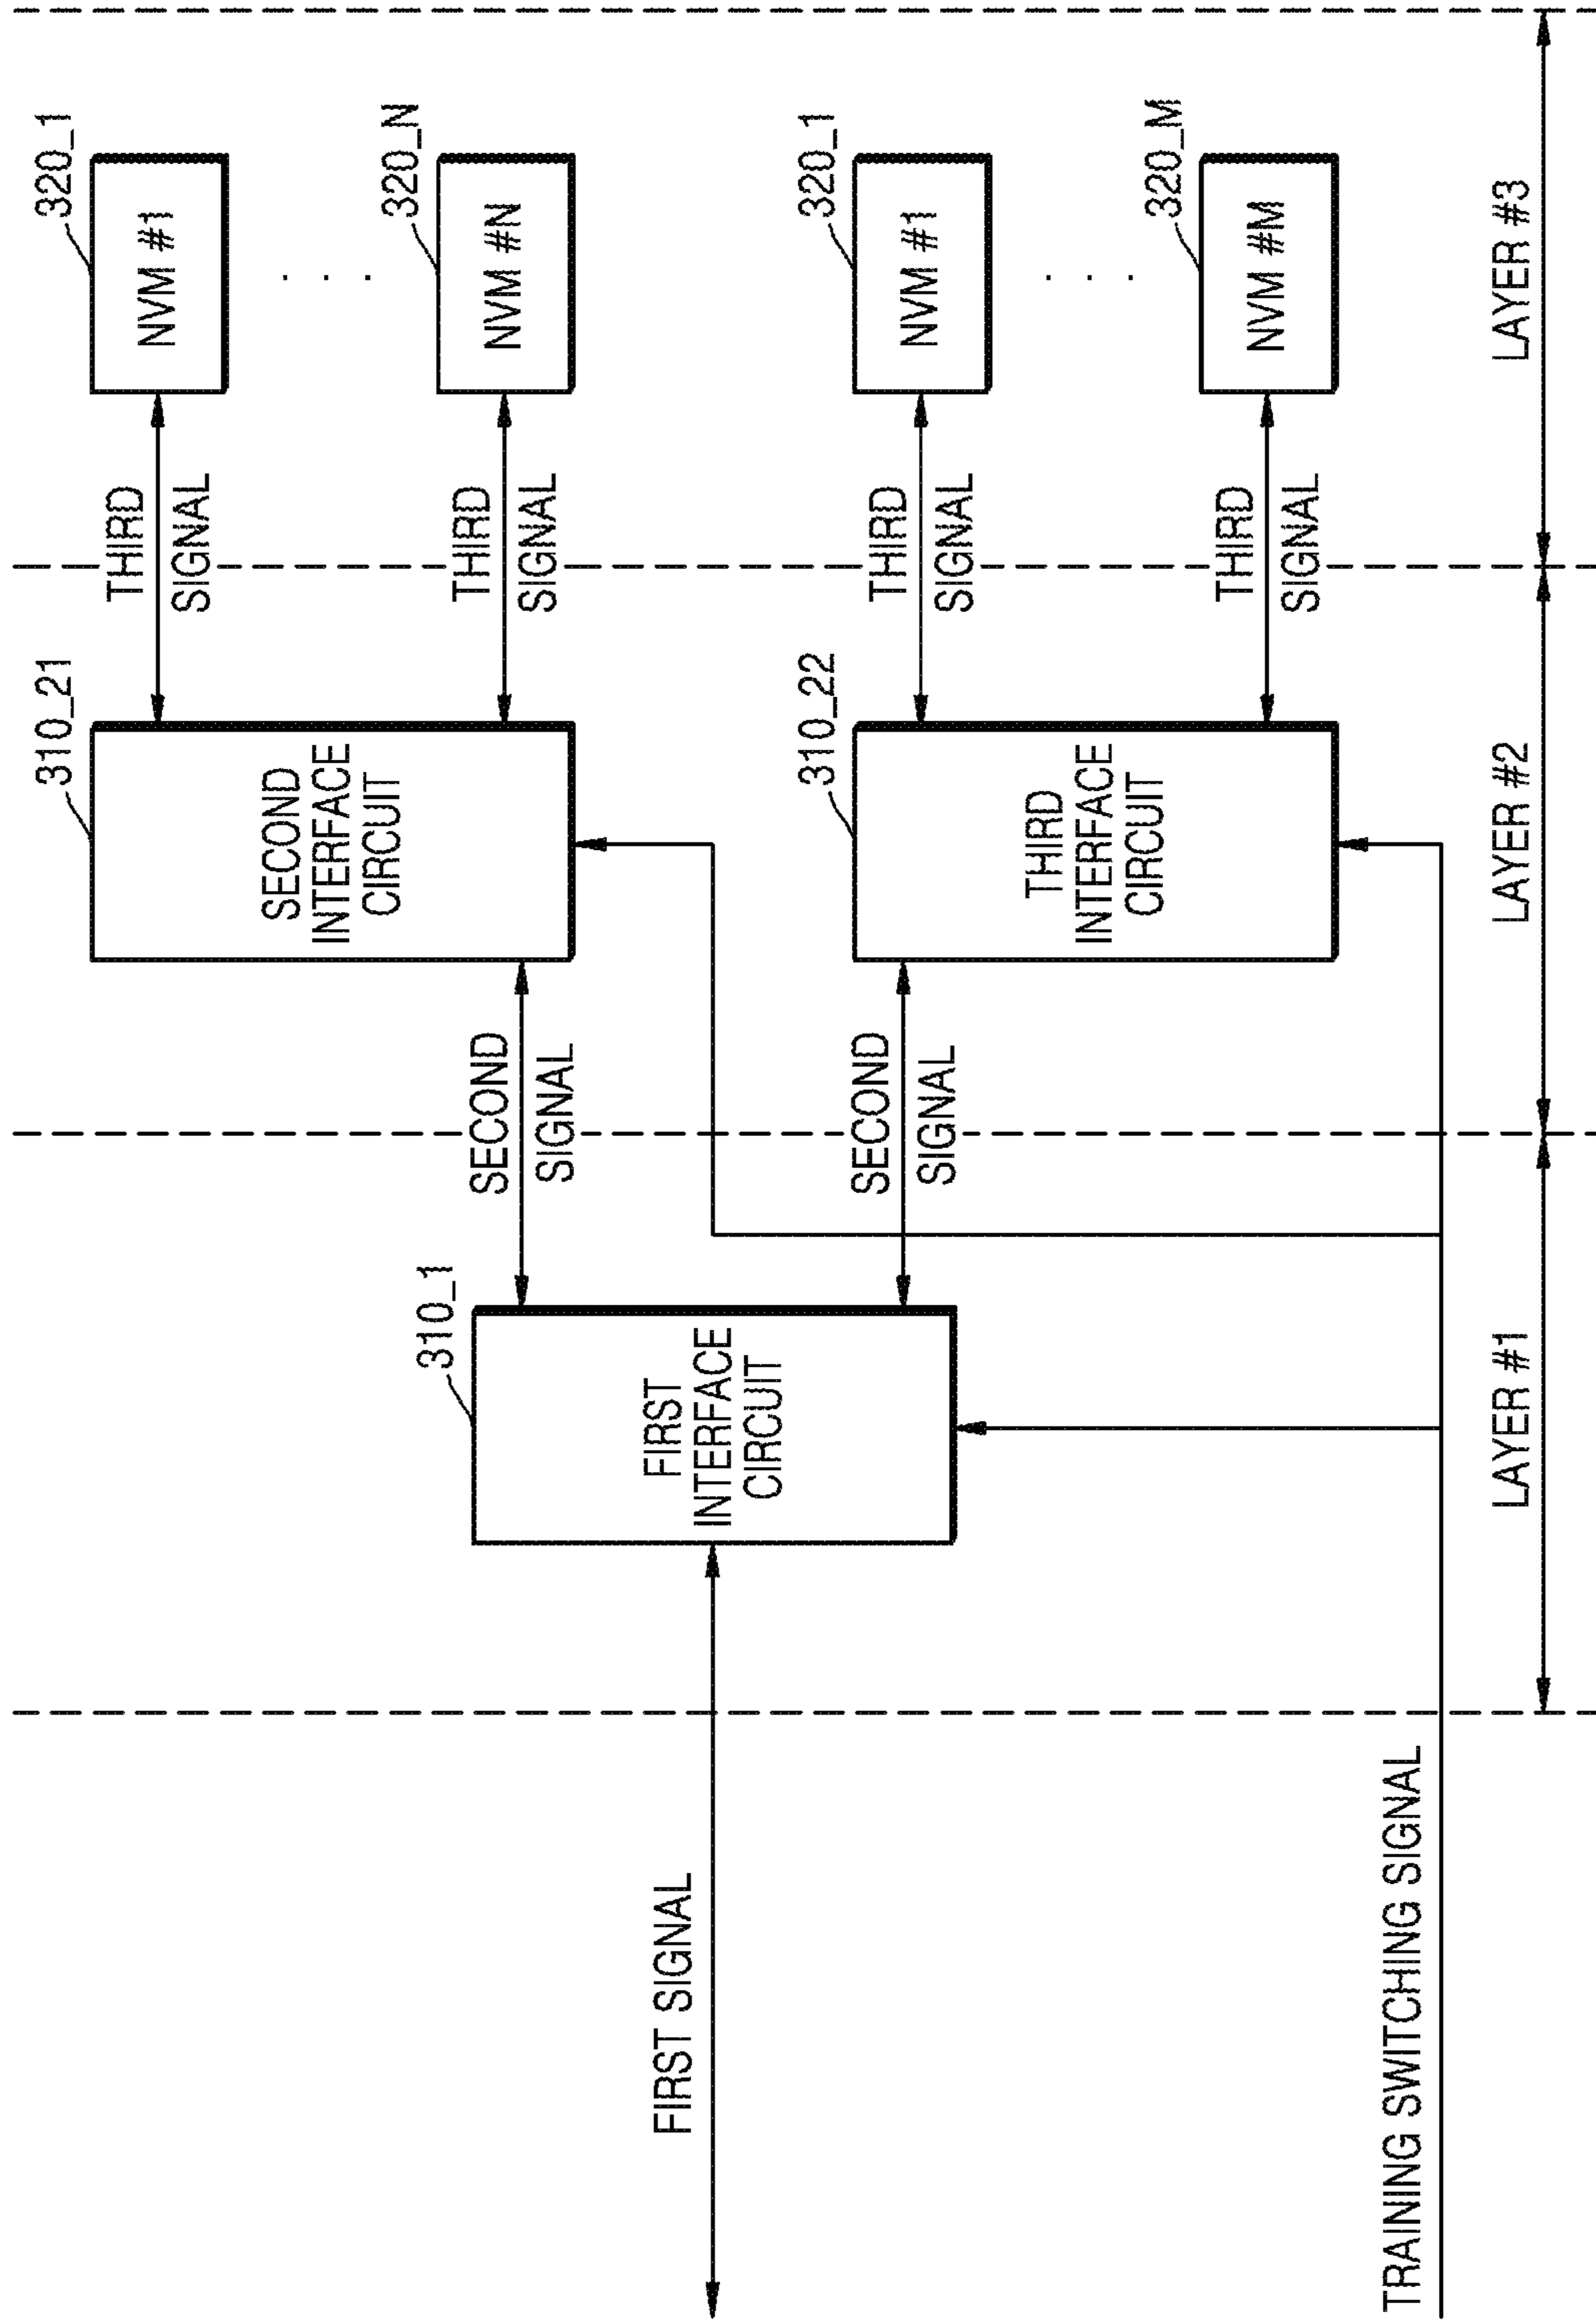 320_1
NVM #1
320_N
NVM #N
320_1
NVM #1
320_M
NVM #M
THIRD
SIGNAL
THIRD
SIGNAL
THIRD
SIGNAL
THIRD
SIGNAL
310_21
SECOND
INTERFACE
CIRCUIT
310_22
THIRD
INTERFACE
CIRCUIT
SECOND
SIGNAL
SECOND
SIGNAL
310_1
FIRST
INTERFACE
CIRCUIT
FIRST SIGNAL
TRAINING SWITCHING SIGNAL
LAYER #1
LAYER #2
LAYER #3